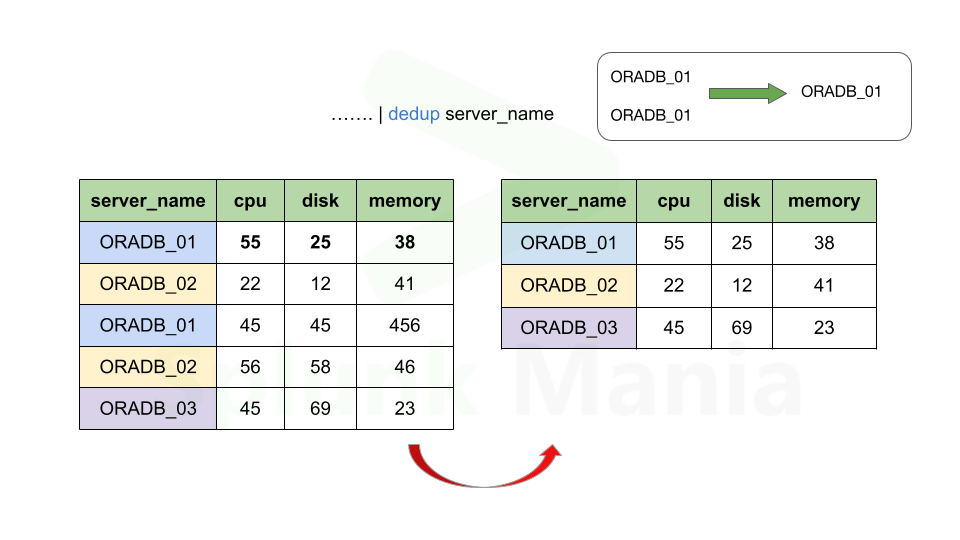 ORADB_01
ORADB_01
ORADB_01
……. | dedup server_name
server_name cpu disk memory
ORADB_01 55 25 38
ORADB_02 22 12 41
ORADB_01 45 45 456
ORADB_02 56 58 46
ORADB_03 45 69 23
server_name cpu disk memory
ORADB_01 55 25 38
ORADB_02 22 12 41
ORADB_03 45 69 23
Splunk Mania